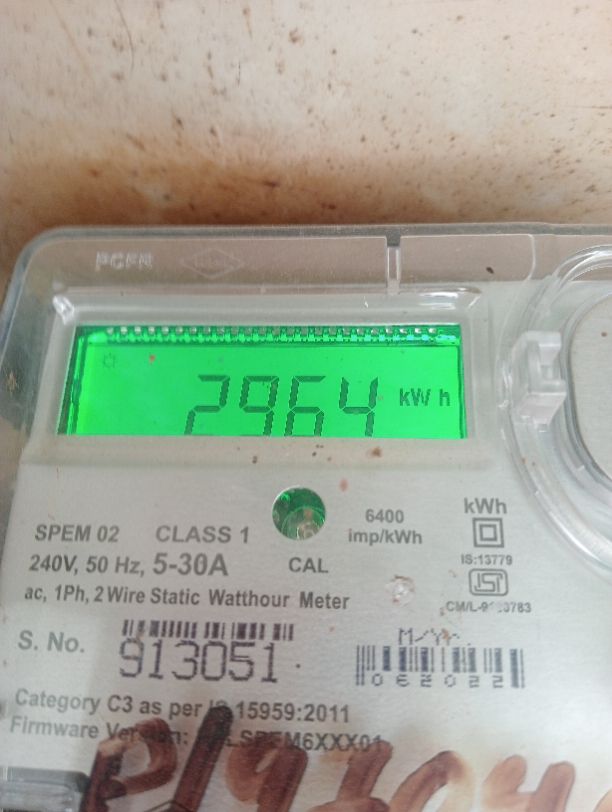 2964 kWh
SPEM 02 CLASS 1
6400
imp/kWh
kWh
240V, 50 Hz, 5-30A
CAL
IS:13779
ac, 1Ph, 2 Wire Static Watthour Meter
S. No.
913051
M/Yr.
062022
Category C3 as per IS 15959:2011
Firmware Version: